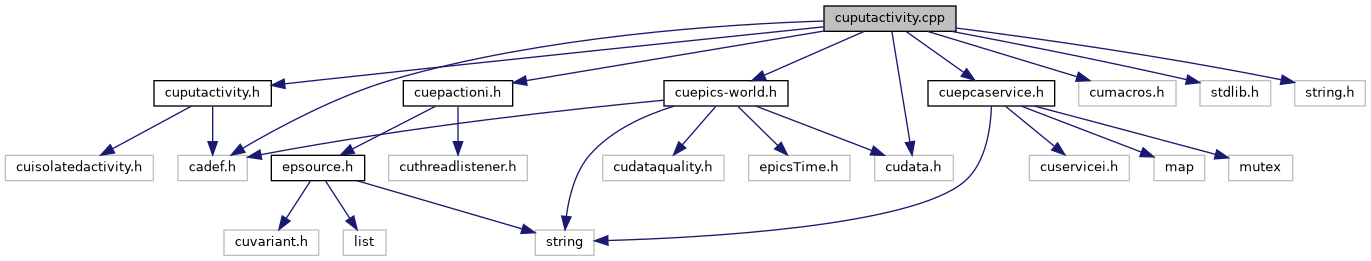 cuputactivity.cpp
cuputactivity.h
cuepactioni.h
cuepics-world.h
cuepcaservice.h
cumacros.h
stdlib.h
string.h
cuisolatedactivity.h
cadef.h
epsource.h
cuthreadlistener.h
cudataquality.h
epicsTime.h
cudata.h
cuservicei.h
map
mutex
cuvariant.h
list
string